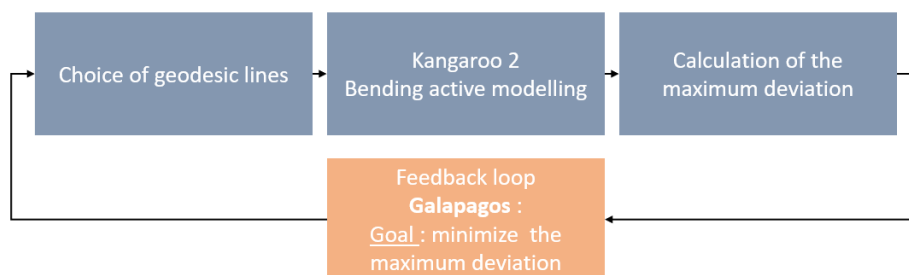 Choice of geodesic lines
Kangaroo 2
Bending active modelling
Calculation of the
maximum deviation
Feedback loop
Galapagos :
Goal : minimize the
maximum deviation